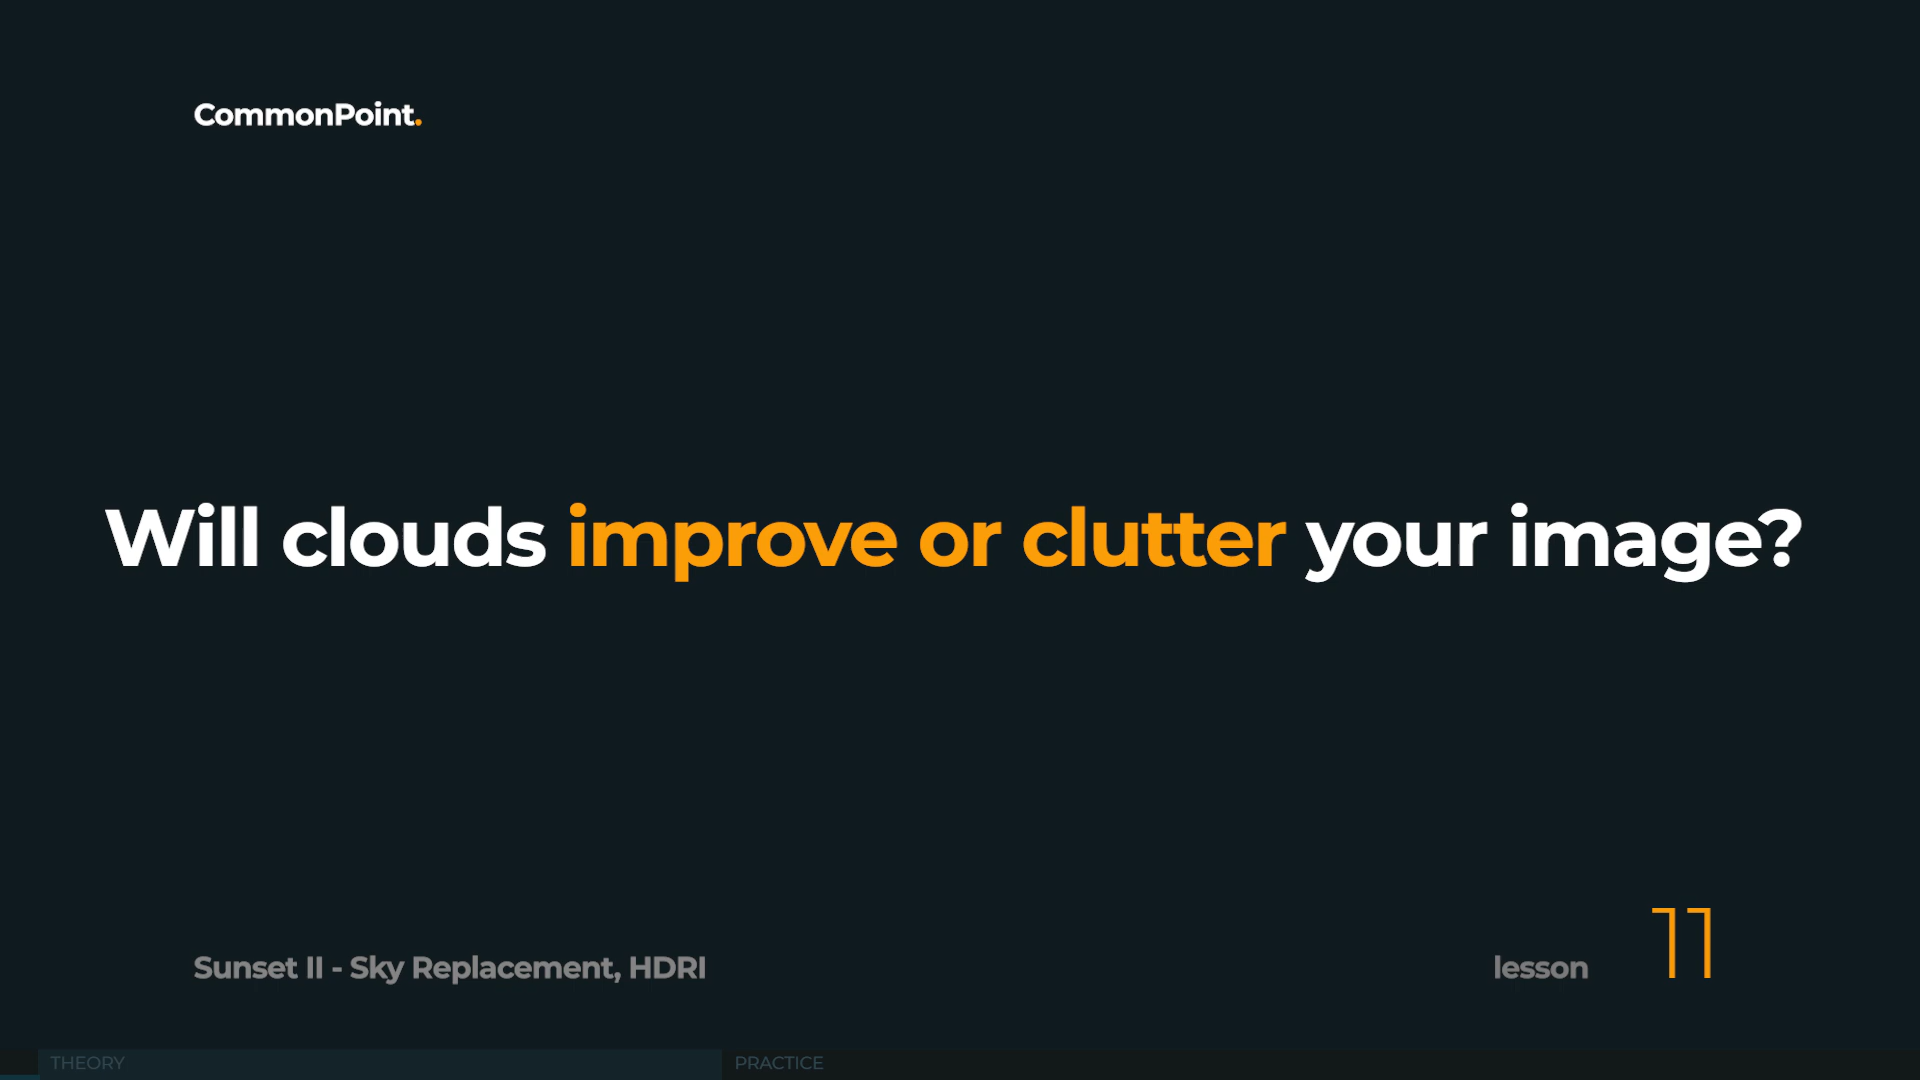 CommonPoint.
Will clouds improve or clutter your image?
Sunset II - Sky Replacement, HDRI
lesson 11
THEORY
PRACTICE